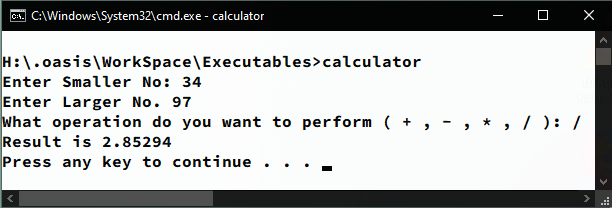 C:\Windows\System32\cmd.exe - calculator
H:\.oasis\WorkSpace\Executables>calculator
Enter Smaller No: 34
Enter Larger No. 97
What operation do you want to perform ( + , - , * , / ): /
Result is 2.85294
Press any key to continue . . .